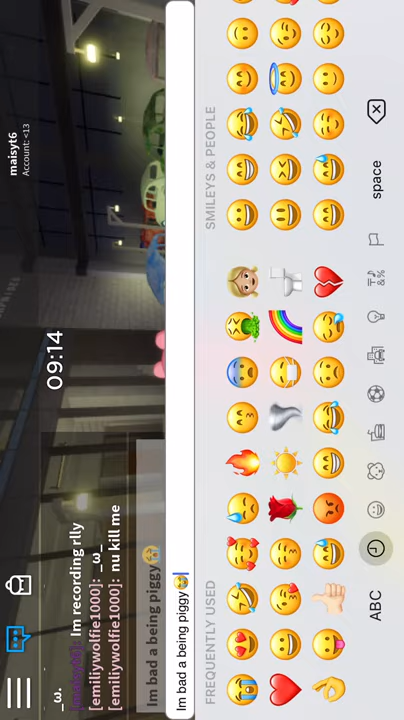 maisyt6
Account: <13
09:14
_ω_
Im recording rlly
[emiliywolfie1000]: _ω_
[emiliywolfie1000]: nu kill me
Im bad a being piggy😭
Im bad a being piggy 😭
FREQUENTLY USED
SMILEYS & PEOPLE
ABC
space